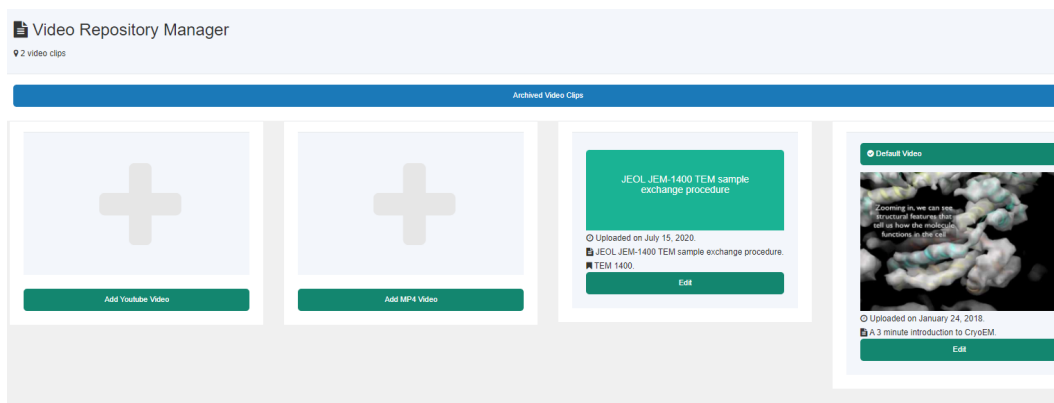 Video Repository Manager
2 video clips
Archived Video Clips
Add Youtube Video
Add MP4 Video
JEOL JEM-1400 TEM sample
exchange procedure
Uploaded on July 15, 2020.
JEOL JEM-1400 TEM sample exchange procedure.
TEM 1400.
Edit
Default Video
Zooming in, we can see
structural features that
tell us how the molecule
functions in the cell
Uploaded on January 24, 2018.
A 3 minute introduction to CryoEM.
Edit